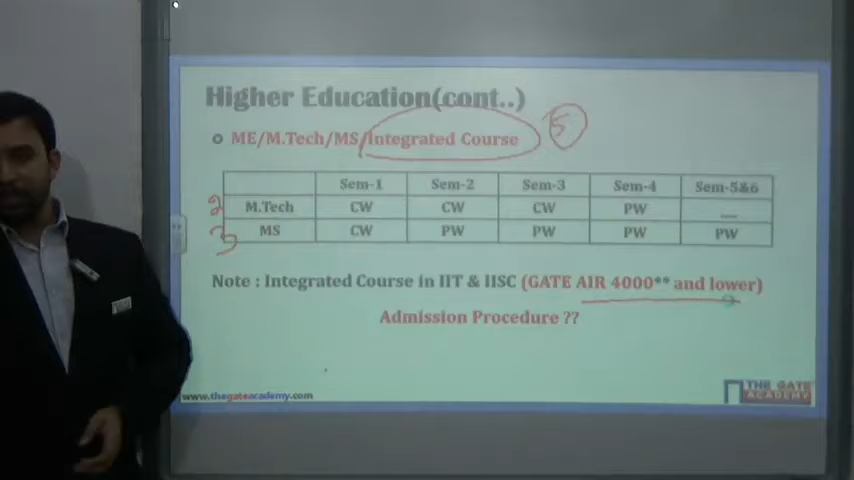 Higher Education(cont..)
ME/M.Tech/MS/Integrated Course 5
Sem-1 Sem-2 Sem-3 Sem-4 Sem-5&6
2 M.Tech CW CW CW PW __
3 MS CW PW PW PW PW
Note : Integrated Course in IIT & IISC (GATE AIR 4000** and lower)
Admission Procedure ??
www.thegateacademy.com
THE GATE
ACADEMY